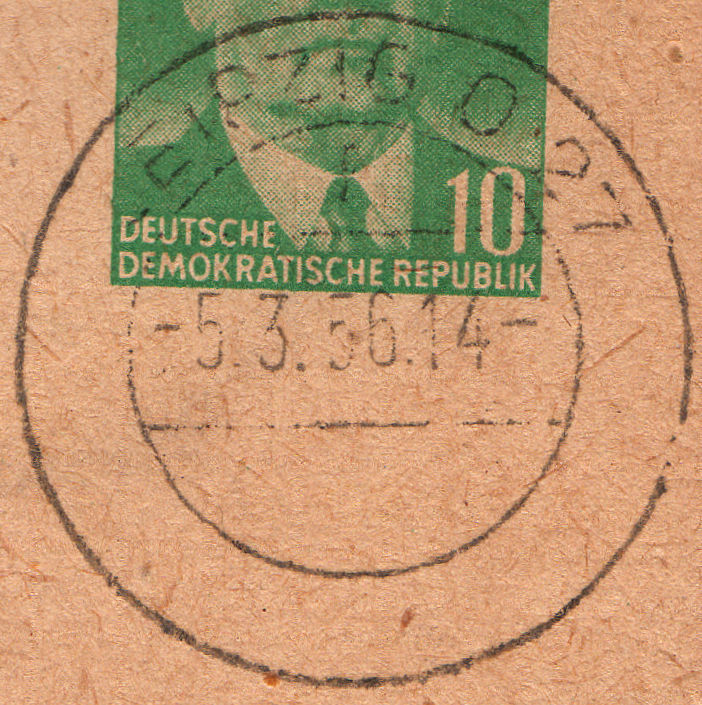 LEIPZIG O 27
10
DEUTSCHE
DEMOKRATISCHE REPUBLIK
-5.3.56.14-